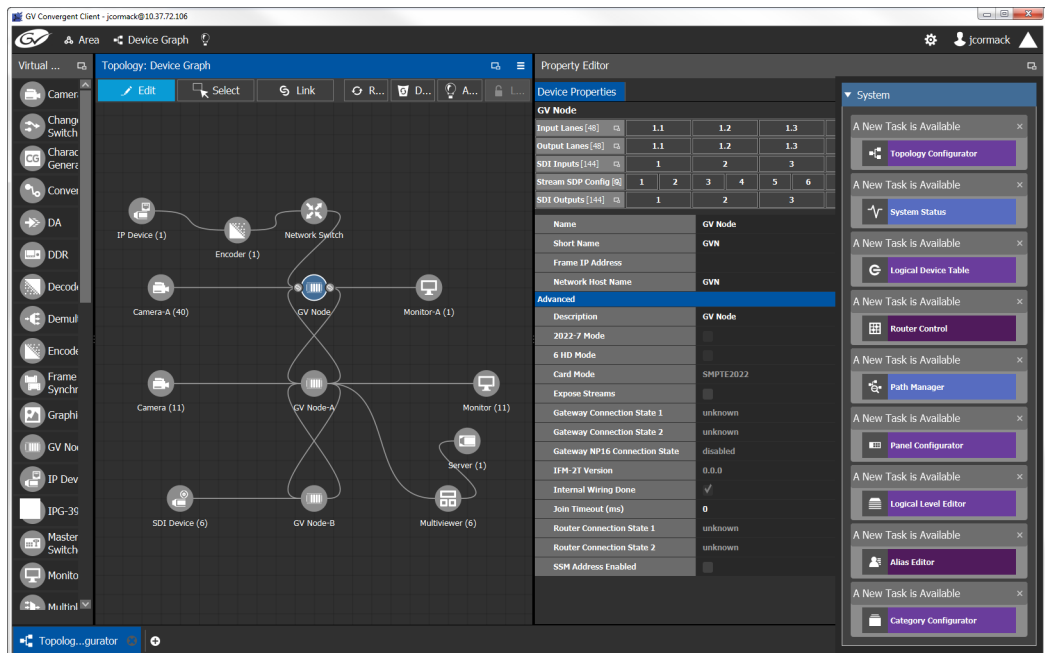 GV Convergent Client - jcormack@10.37.72.106
GV Area Device Graph jcormack
Virtual ...
Camer
Chang
Switch
Charac
Genera
CG
Conver
DA
DDR
Decod
Demul
Encod
Frame
Synchr
Graphi
GV No
IP Dev
IPG-39
Master
Switch
Monito
Multipl
Topology: Device Graph
Edit Select Link R... D... A... L...
IP Device (1)
Encoder (1)
Network Switch
Camera-A (40)
GV Node
Monitor-A (1)
Camera (11)
GV Node-A
Monitor (11)
Server (1)
SDI Device (6)
GV Node-B
Multiviewer (6)
Property Editor
Device Properties
GV Node
Input Lanes [48] 1.1 1.2 1.3
Output Lanes [48] 1.1 1.2 1.3
SDI Inputs [144] 1 2 3
Stream SDP Config [0] 1 2 3 4 5 6
SDI Outputs [144] 1 2 3
Name GV Node
Short Name GVN
Frame IP Address
Network Host Name GVN
Advanced
Description GV Node
2022-7 Mode
6 HD Mode
Card Mode SMPTE2022
Expose Streams
Gateway Connection State 1 unknown
Gateway Connection State 2 unknown
Gateway NP16 Connection State disabled
IFM-2T Version 0.0.0
Internal Wiring Done
Join Timeout (ms) 0
Router Connection State 1 unknown
Router Connection State 2 unknown
SSM Address Enabled
System
A New Task is Available
Topology Configurator
A New Task is Available
System Status
A New Task is Available
Logical Device Table
A New Task is Available
Router Control
A New Task is Available
Path Manager
A New Task is Available
Panel Configurator
A New Task is Available
Logical Level Editor
A New Task is Available
Alias Editor
A New Task is Available
Category Configurator
Topolog...gurator